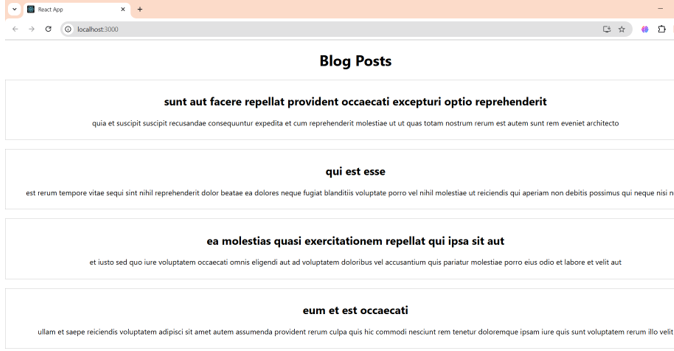 React App
localhost:3000
Blog Posts
sunt aut facere repellat provident occaecati excepturi optio reprehenderit
quia et suscipit suscipit recusandae consequuntur expedita et cum reprehenderit molestiae ut ut quas totam nostrum rerum est autem sunt rem eveniet architecto
qui est esse
est rerum tempore vitae sequi sint nihil reprehenderit dolor beatae ea dolores neque fugiat blanditiis voluptate porro vel nihil molestiae ut reiciendis qui aperiam non debitis possimus qui neque nisi n
ea molestias quasi exercitationem repellat qui ipsa sit aut
et iusto sed quo iure voluptatem occaecati omnis eligendi aut ad voluptatem doloribus vel accusantium quis pariatur molestiae porro eius odio et labore et velit aut
eum et est occaecati
ullam et saepe reiciendis voluptatem adipisci sit amet autem assumenda provident rerum culpa quis hic commodi nesciunt rem tenetur doloremque ipsam iure quis sunt voluptatem rerum illo velit